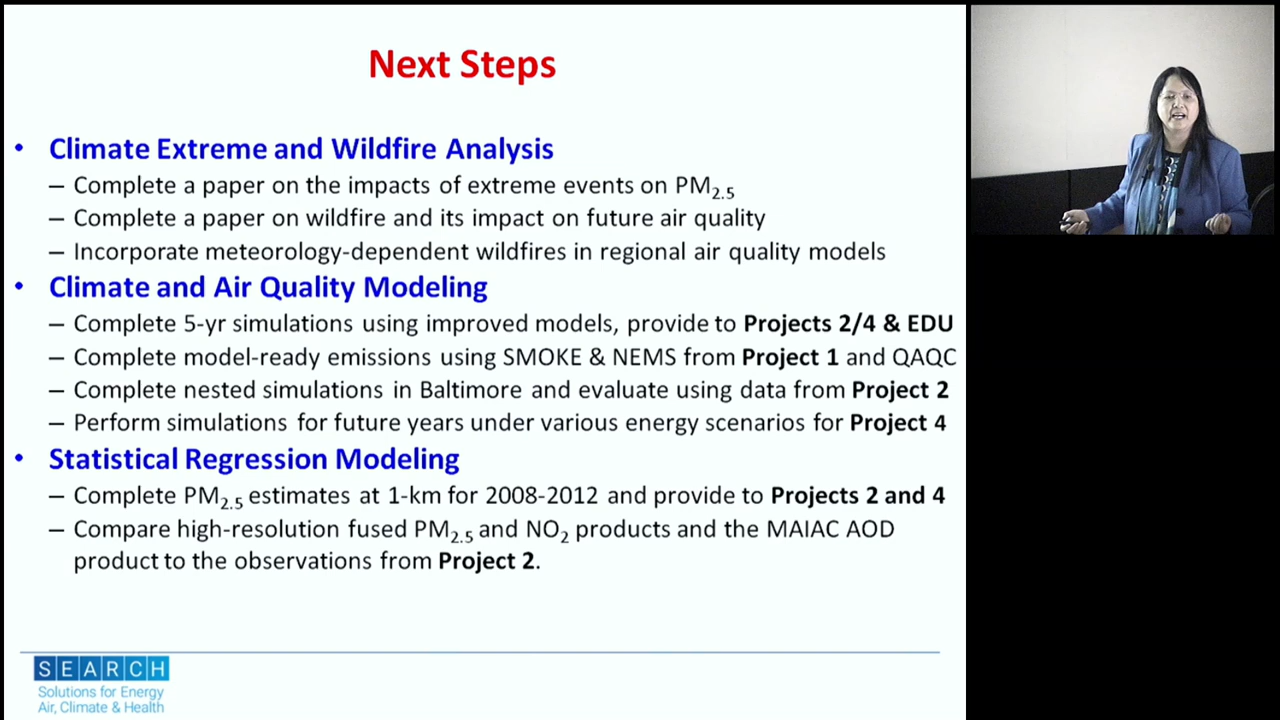 Next Steps
• Climate Extreme and Wildfire Analysis
– Complete a paper on the impacts of extreme events on PM2.5
– Complete a paper on wildfire and its impact on future air quality
– Incorporate meteorology-dependent wildfires in regional air quality models
• Climate and Air Quality Modeling
– Complete 5-yr simulations using improved models, provide to Projects 2/4 & EDU
– Complete model-ready emissions using SMOKE & NEMS from Project 1 and QAQC
– Complete nested simulations in Baltimore and evaluate using data from Project 2
– Perform simulations for future years under various energy scenarios for Project 4
• Statistical Regression Modeling
– Complete PM2.5 estimates at 1-km for 2008-2012 and provide to Projects 2 and 4
– Compare high-resolution fused PM2.5 and NO2 products and the MAIAC AOD
product to the observations from Project 2.
SEARCH
Solutions for Energy
Air, Climate & Health